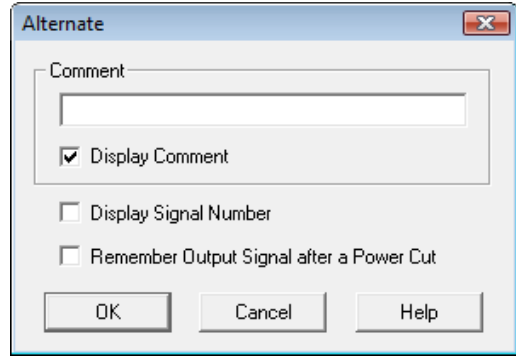 Alternate
Comment
Display Comment
Display Signal Number
Remember Output Signal after a Power Cut
OK Cancel Help